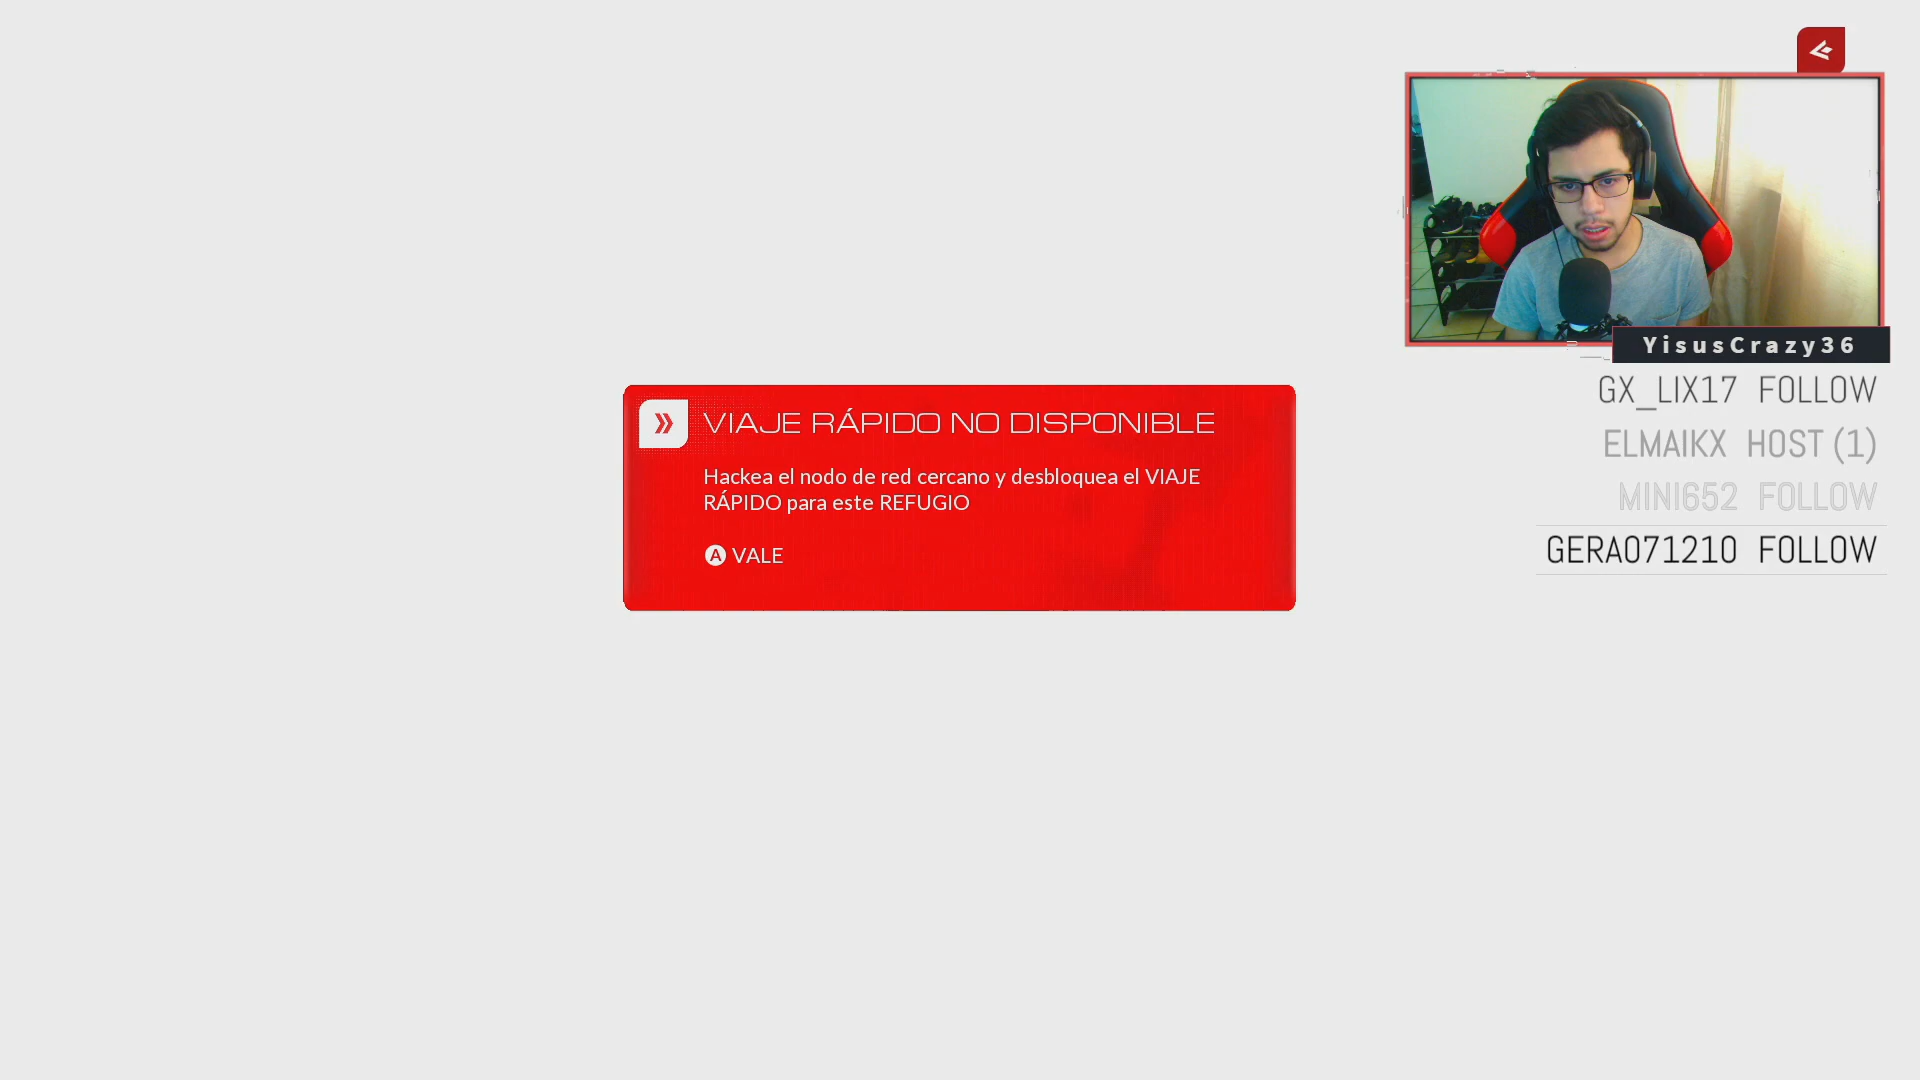 VIAJE RÁPIDO NO DISPONIBLE
Hackea el nodo de red cercano y desbloquea el VIAJE
RÁPIDO para este REFUGIO
A VALE
YisusCrazy36
GX_LIX17 FOLLOW
ELMAIKX HOST (1)
MINI652 FOLLOW
GERA071210 FOLLOW